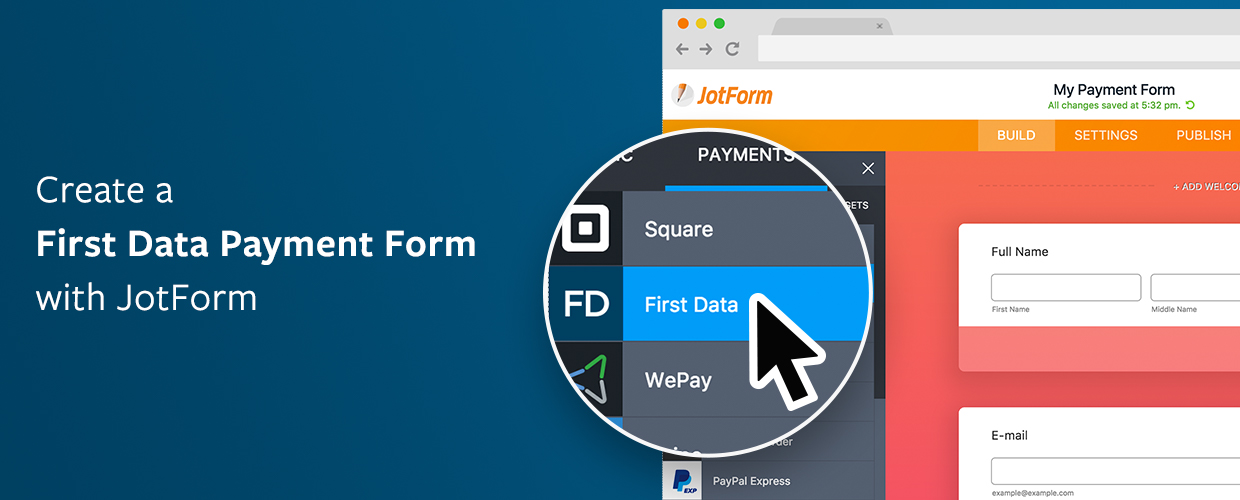 Create a
First Data Payment Form
with JotForm
JotForm
My Payment Form
All changes saved at 5:32 pm.
BUILD
SETTINGS
PUBLISH
PAYMENTS
Square
FD
First Data
WePay
EXP
PayPal Express
+ ADD WELCO
Full Name
First Name
Middle Name
E-mail
example@example.com